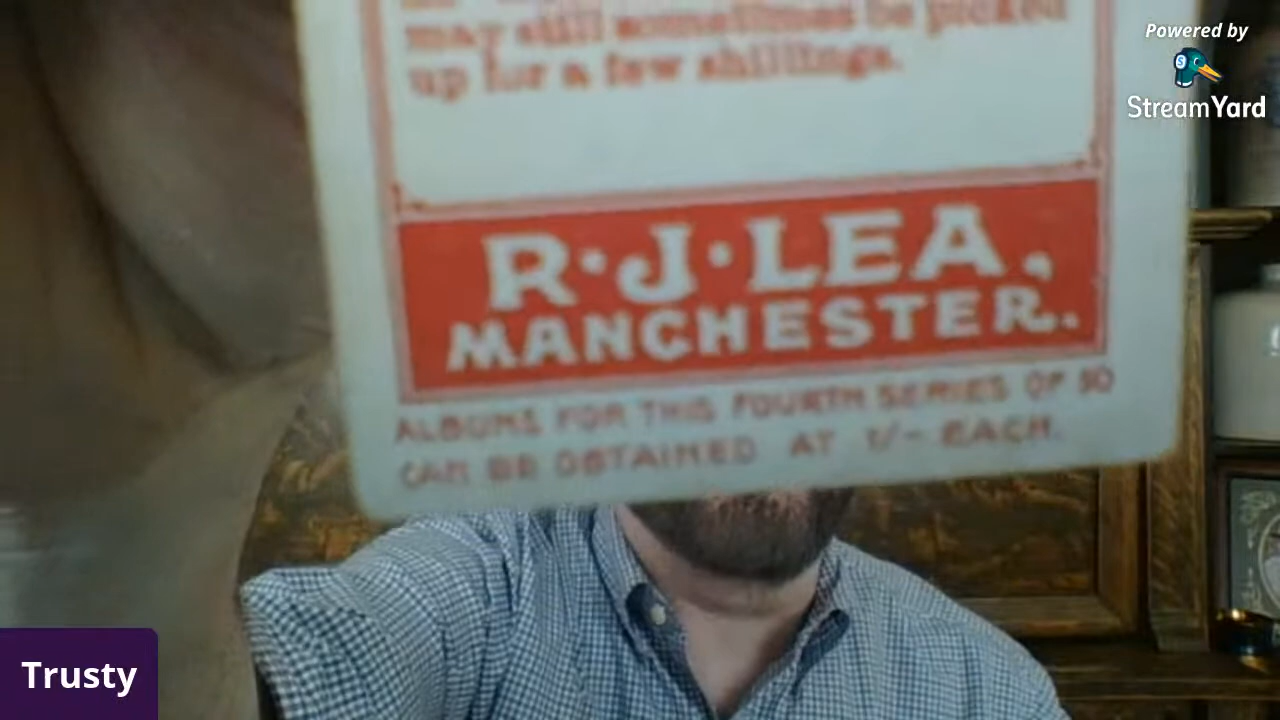 may still sometimes be picked
up for a few shillings.
R·J·LEA,
MANCHESTER.
ALBUMS FOR THIS FOURTH SERIES OF 50
CAN BE OBTAINED AT 1/- EACH.
Powered by
StreamYard
Trusty